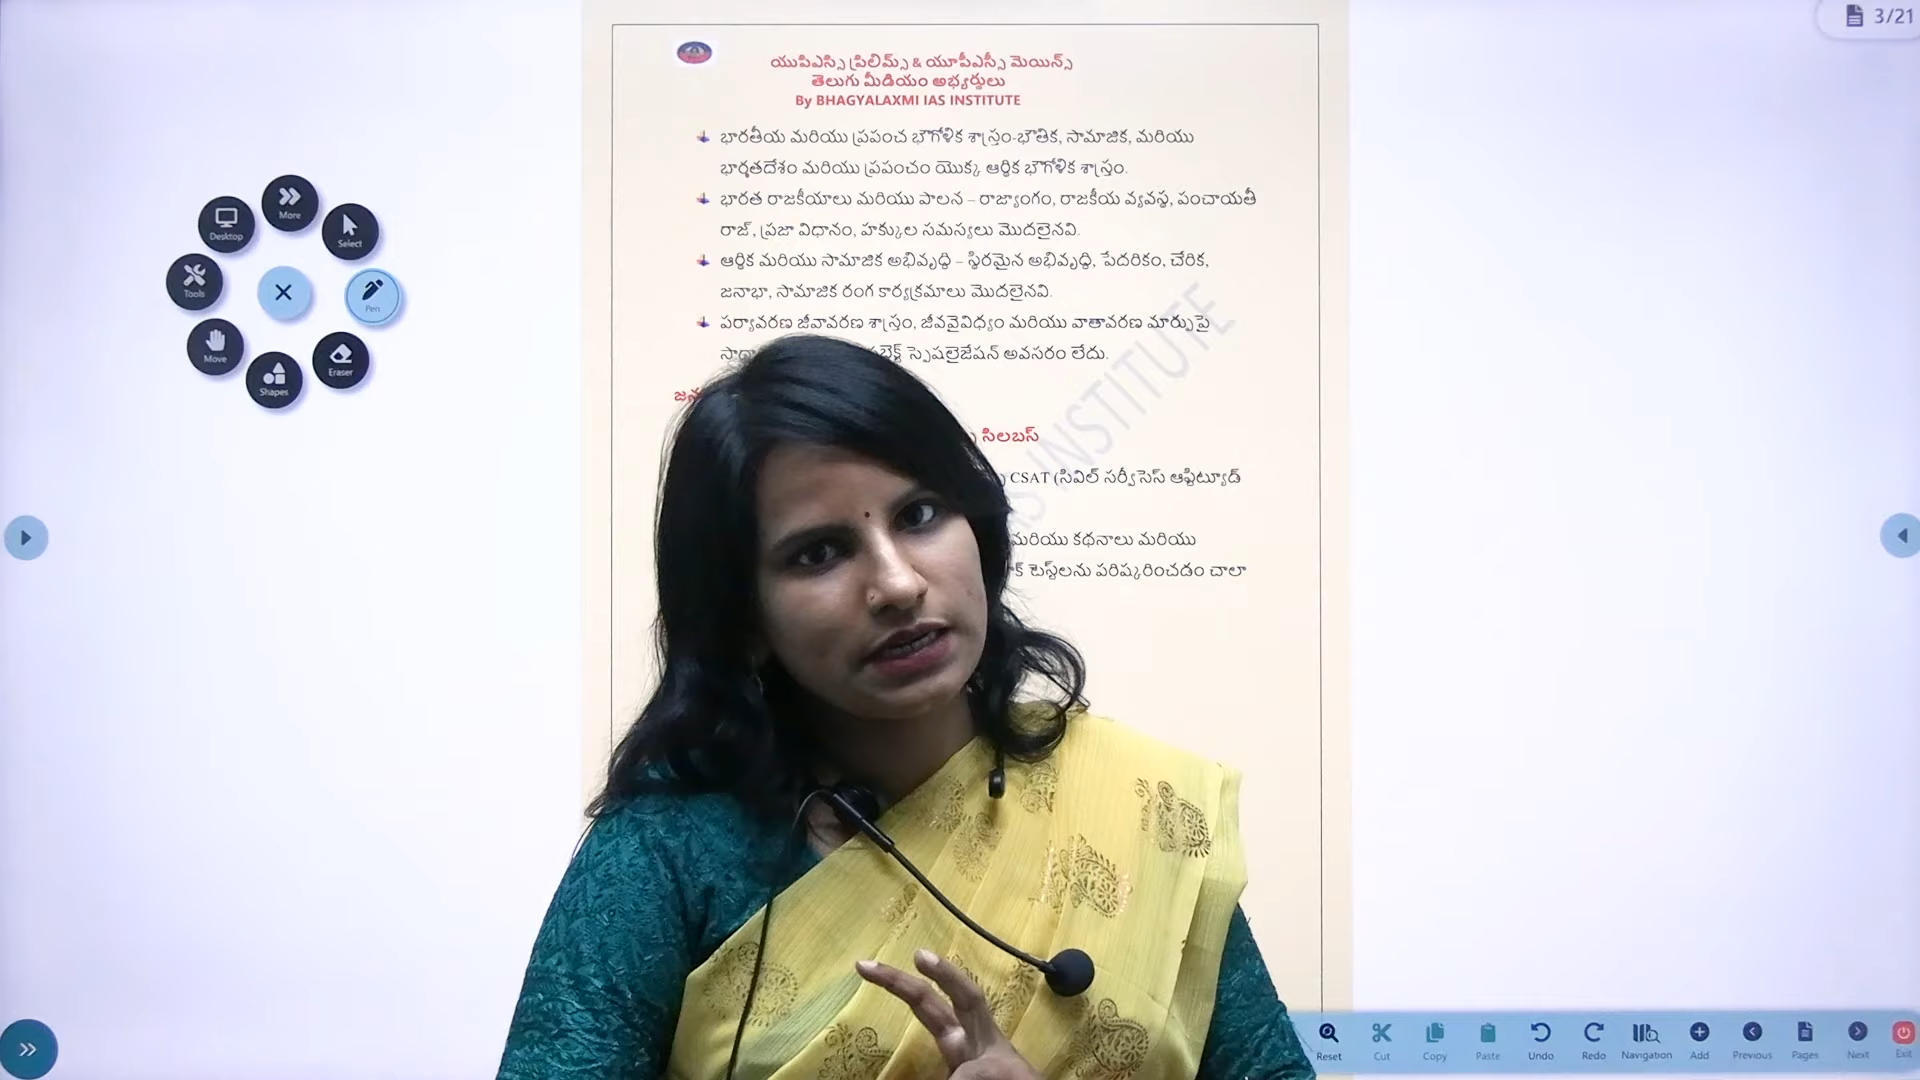 3/21
యుపిఎస్సి ప్రిలిమ్స్ & యూపీఎస్సీ మెయిన్స్
తెలుగు మీడియం అభ్యర్థులు
By BHAGYALAXMI IAS INSTITUTE
భారతీయ మరియు ప్రపంచ భౌగోళిక శాస్త్రం-భౌతిక, సామాజిక, మరియు
భారతదేశం మరియు ప్రపంచం యొక్క ఆర్థిక భౌగోళిక శాస్త్రం.
భారత రాజకీయాలు మరియు పాలన – రాజ్యాంగం, రాజకీయ వ్యవస్థ, పంచాయతీ
రాజ్, ప్రజా విధానం, హక్కుల సమస్యలు మొదలైనవి.
ఆర్థిక మరియు సామాజిక అభివృద్ధి – స్థిరమైన అభివృద్ధి, పేదరికం, చేరిక,
జనాభా, సామాజిక రంగ కార్యక్రమాలు మొదలైనవి.
పర్యావరణ జీవావరణ శాస్త్రం, జీవవైవిధ్యం మరియు వాతావరణ మార్పుపై
స్పెషలైజేషన్ అవసరం లేదు.
సిలబస్
CSAT (సివిల్ సర్వీసెస్ ఆప్టిట్యూడ్
మరియు కథనాలు మరియు
టెస్ట్‌లను పరిష్కరించడం చాలా
IAS INSTITUTE
More
Desktop
Select
Tools
Pen
Move
Eraser
Shapes
Reset Cut Copy Paste Undo Redo Navigation Add Previous Pages Next Exit